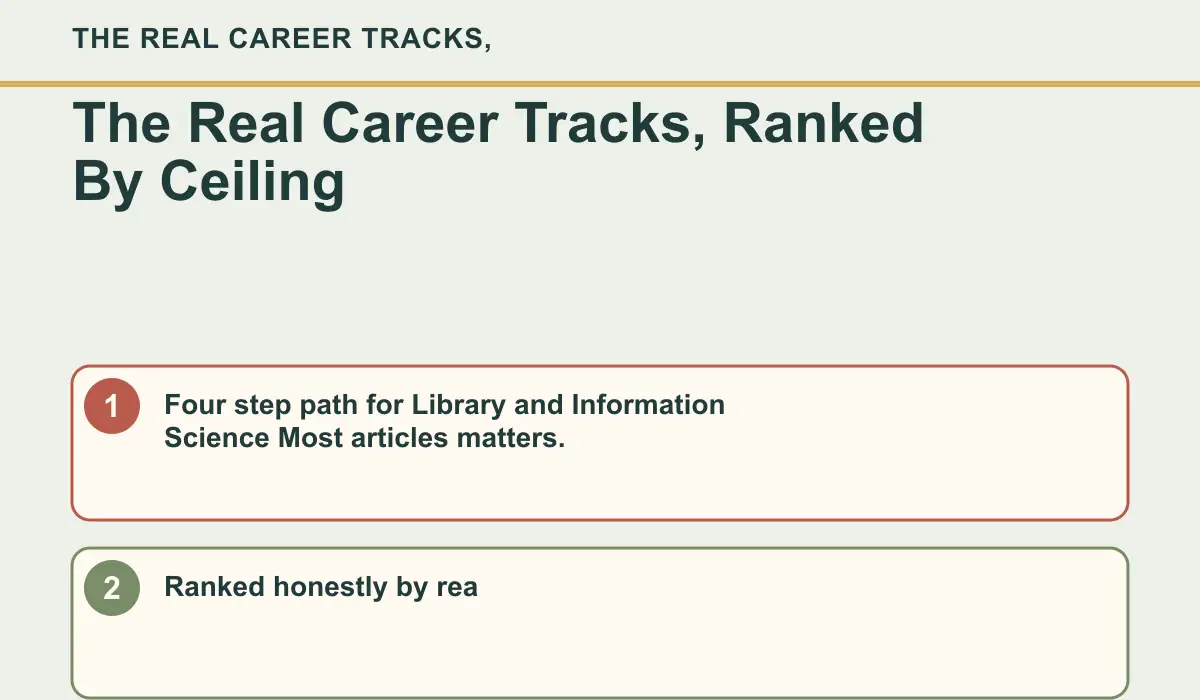 THE REAL CAREER TRACKS,
The Real Career Tracks, Ranked
By Ceiling
1
Four step path for Library and Information
Science Most articles matters.
2
Ranked honestly by rea